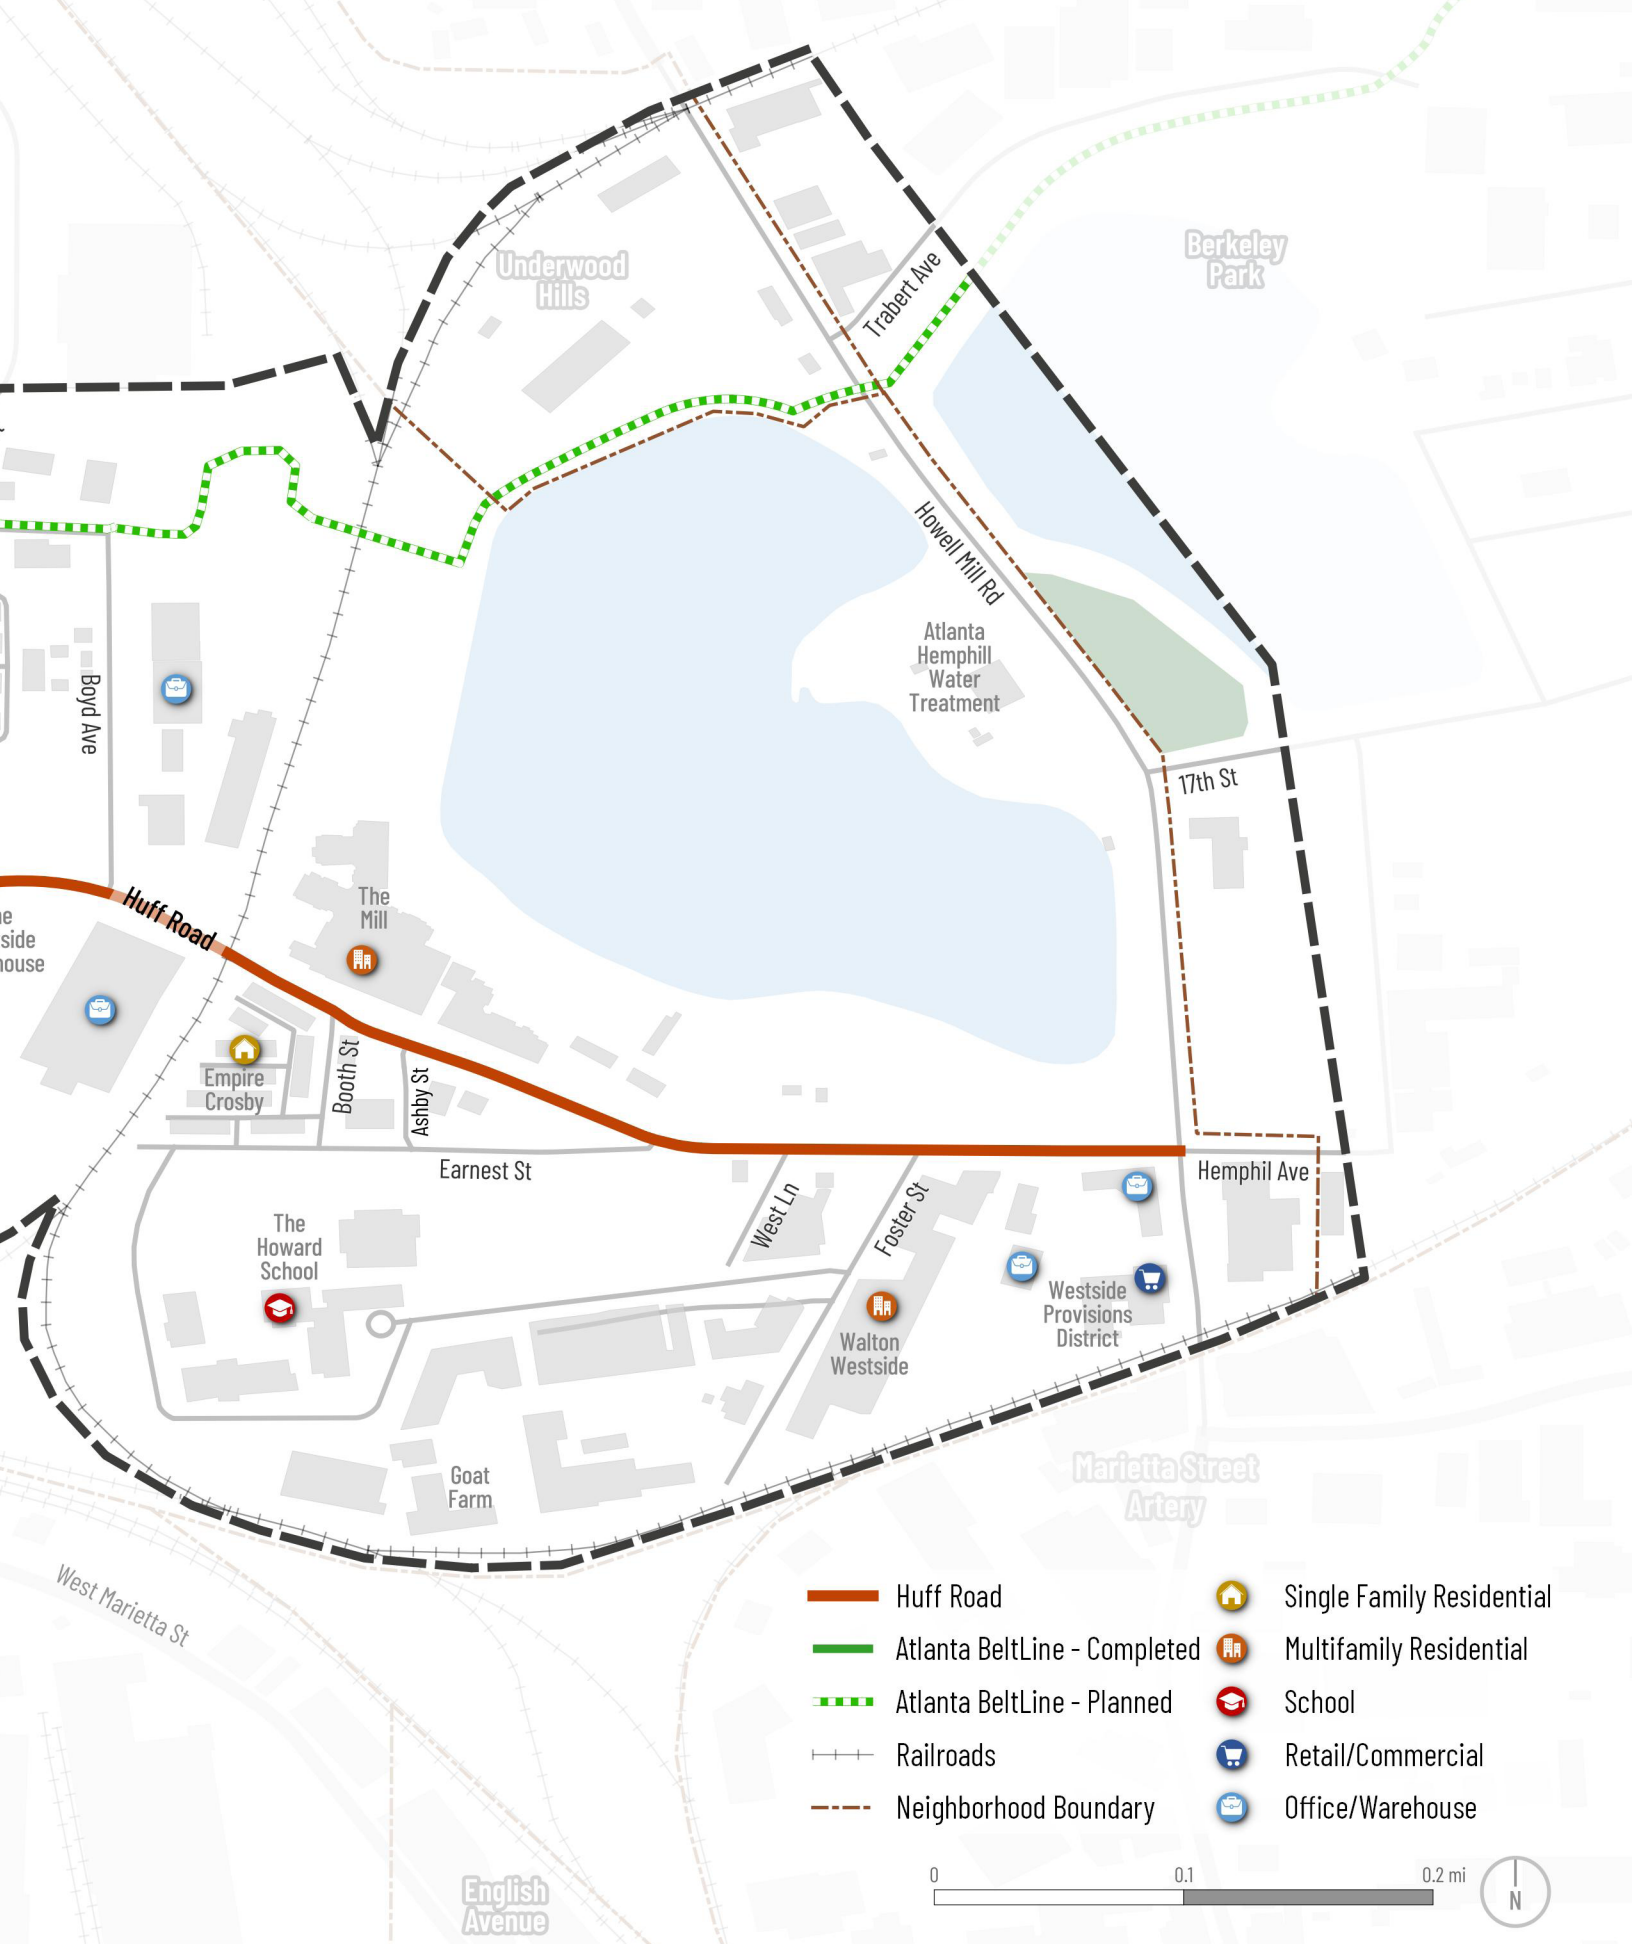 Underwood
Hills
Berkeley
Park
Trabert Ave
Howell Mill Rd
Atlanta
Hemphill
Water
Treatment
Boyd Ave
17th St
Huff Road
The
Mill
side
house
Empire
Crosby
Booth St
Ashby St
Earnest St
Hemphil Ave
West Ln
Foster St
The
Howard
School
Westside
Provisions
District
Walton
Westside
Goat
Farm
Marietta Street
Artery
West Marietta St
English
Avenue
Huff Road
Atlanta BeltLine - Completed
Atlanta BeltLine - Planned
Railroads
Neighborhood Boundary
Single Family Residential
Multifamily Residential
School
Retail/Commercial
Office/Warehouse
0 0.1 0.2 mi
N